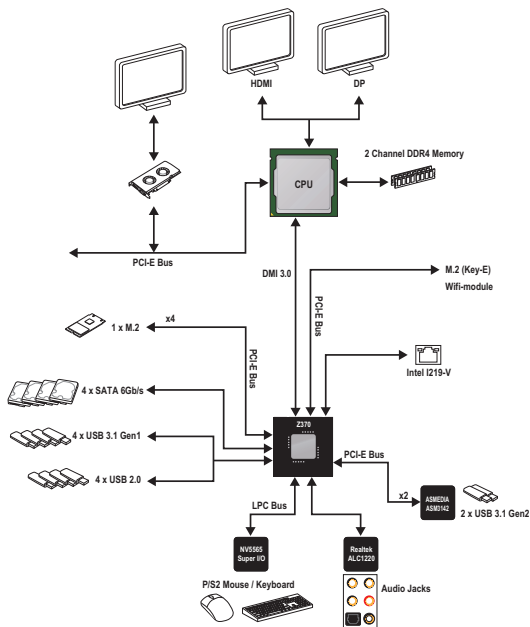 HDMI
DP
2 Channel DDR4 Memory
CPU
PCI-E Bus
DMI 3.0
PCI-E Bus
M.2 (Key-E)
Wifi-module
x4
1 x M.2
PCI-E Bus
Intel I219-V
4 x SATA 6Gb/s
Z370
4 x USB 3.1 Gen1
PCI-E Bus
4 x USB 2.0
x2
ASMEDIA
ASM3142
2 x USB 3.1 Gen2
LPC Bus
NV5565
Super I/O
Realtek
ALC1220
P/S2 Mouse / Keyboard
Audio Jacks